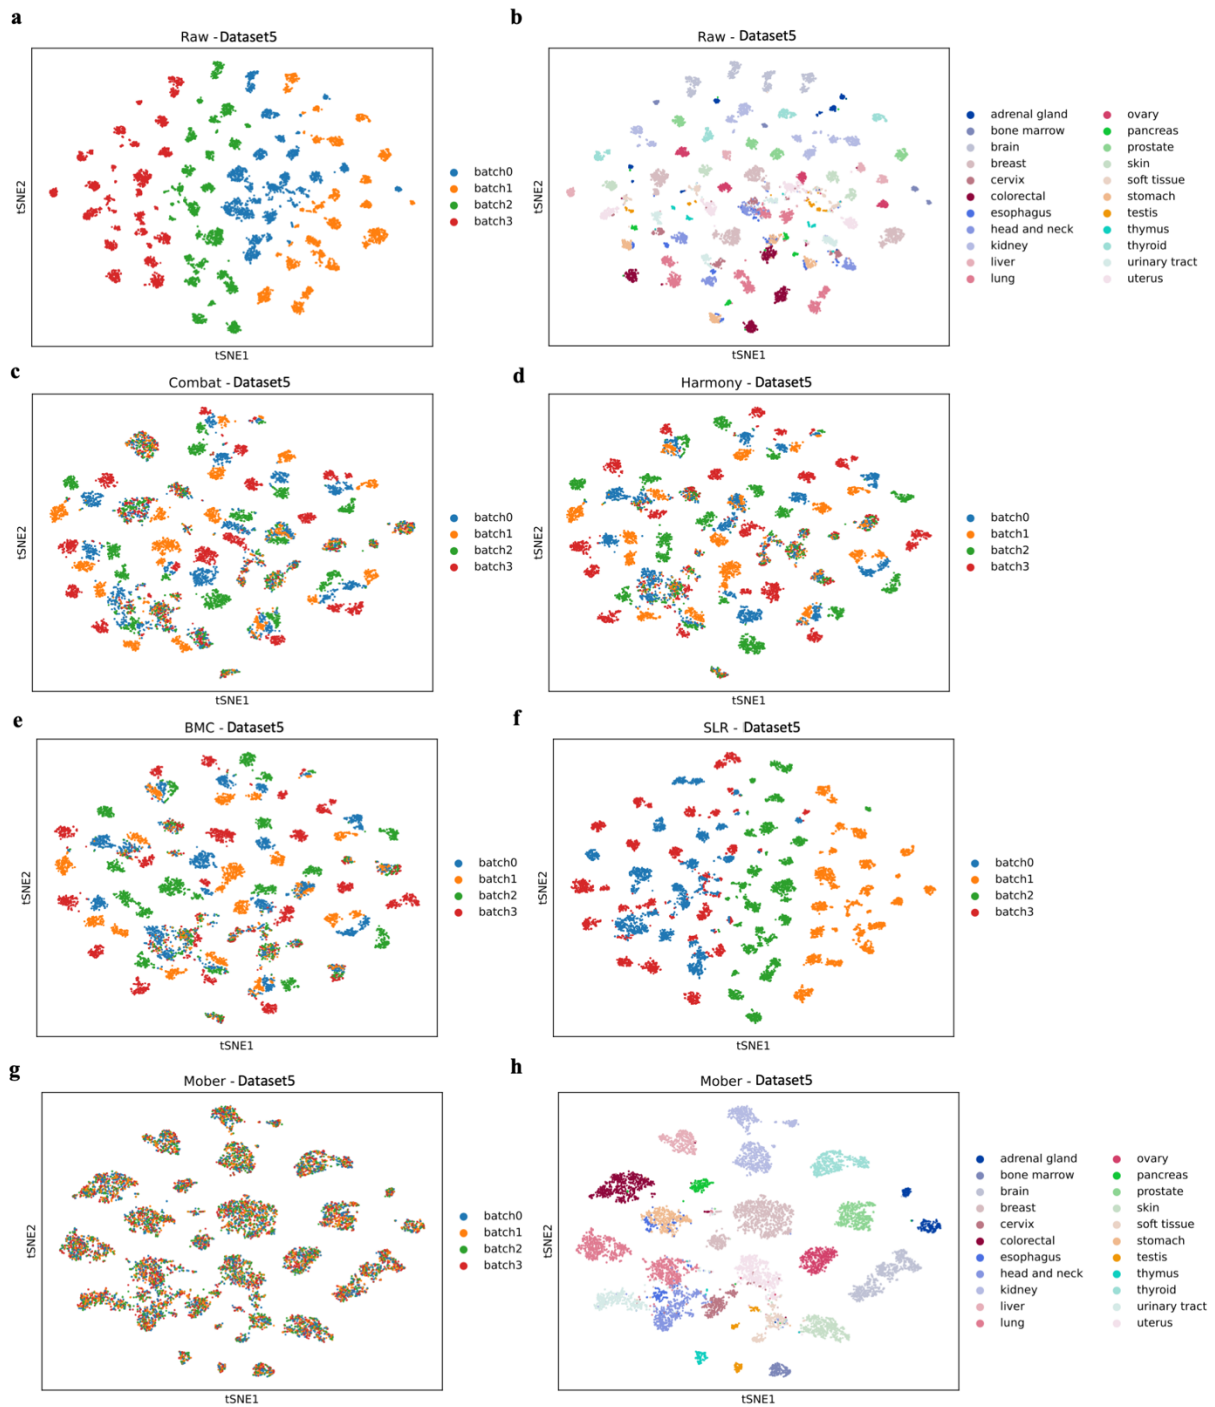 a
Raw - Dataset5
tSNE2
tSNE1
batch0
batch1
batch2
batch3
b
Raw - Dataset5
tSNE2
tSNE1
adrenal gland
bone marrow
brain
breast
cervix
colorectal
esophagus
head and neck
kidney
liver
lung
ovary
pancreas
prostate
skin
soft tissue
stomach
testis
thymus
thyroid
urinary tract
uterus
c
Combat - Dataset5
tSNE2
tSNE1
batch0
batch1
batch2
batch3
d
Harmony - Dataset5
tSNE2
tSNE1
batch0
batch1
batch2
batch3
e
BMC - Dataset5
tSNE2
tSNE1
batch0
batch1
batch2
batch3
f
SLR - Dataset5
tSNE2
tSNE1
batch0
batch1
batch2
batch3
g
Mober - Dataset5
tSNE2
tSNE1
batch0
batch1
batch2
batch3
h
Mober - Dataset5
tSNE2
tSNE1
adrenal gland
bone marrow
brain
breast
cervix
colorectal
esophagus
head and neck
kidney
liver
lung
ovary
pancreas
prostate
skin
soft tissue
stomach
testis
thymus
thyroid
urinary tract
uterus